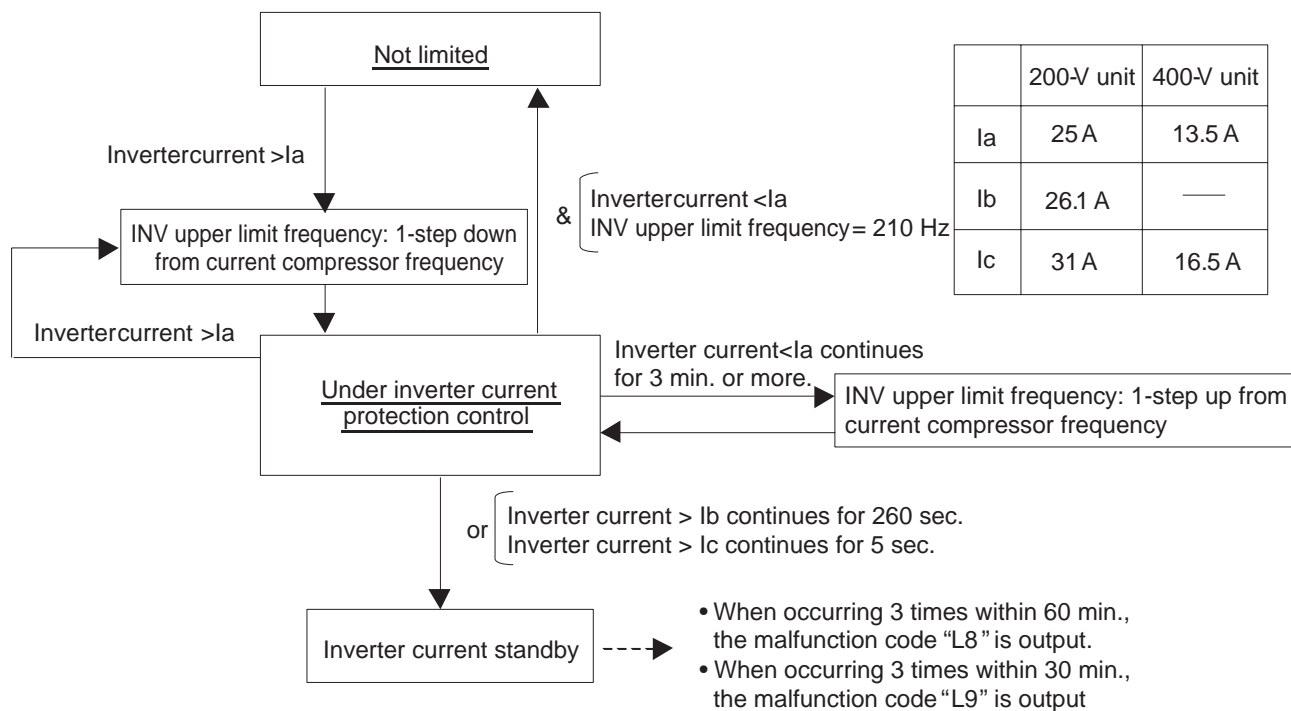 Not limited
200-V unit 400-V unit
Ia 25 A 13.5 A
Ib 26.1 A —
Ic 31 A 16.5 A
Invertercurrent >Ia
&
Invertercurrent <Ia
INV upper limit frequency = 210 Hz
INV upper limit frequency: 1-step down
from current compressor frequency
Invertercurrent >Ia
Under inverter current
protection control
Inverter current<Ia continues
for 3 min. or more.
INV upper limit frequency: 1-step up from
current compressor frequency
or
Inverter current > Ib continues for 260 sec.
Inverter current > Ic continues for 5 sec.
Inverter current standby
• When occurring 3 times within 60 min.,
the malfunction code “L8” is output.
• When occurring 3 times within 30 min.,
the malfunction code “L9” is output